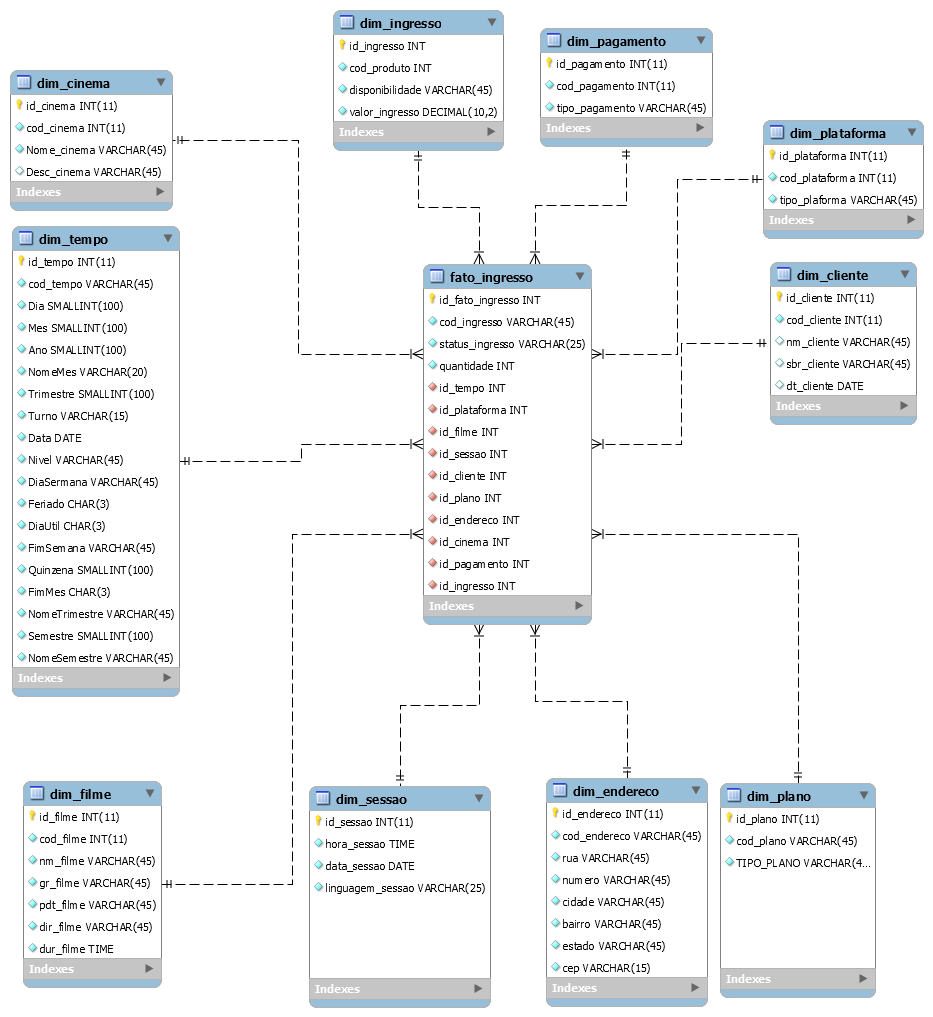 dim_ingresso
id_ingresso INT
cod_produto INT
disponibilidade VARCHAR(45)
valor_ingresso DECIMAL(10,2)
Indexes
dim_pagamento
id_pagamento INT(11)
cod_pagamento INT(11)
tipo_pagamento VARCHAR(45)
Indexes
dim_cinema
id_cinema INT(11)
cod_cinema INT(11)
Nome_cinema VARCHAR(45)
Desc_cinema VARCHAR(45)
Indexes
dim_plataforma
id_plataforma INT(11)
cod_plataforma INT(11)
tipo_plaforma VARCHAR(45)
Indexes
dim_tempo
id_tempo INT(11)
cod_tempo VARCHAR(45)
Dia SMALLINT(100)
Mes SMALLINT(100)
Ano SMALLINT(100)
NomeMes VARCHAR(20)
Trimestre SMALLINT(100)
Turno VARCHAR(15)
Data DATE
Nivel VARCHAR(45)
DiaSermana VARCHAR(45)
Feriado CHAR(3)
DiaUtil CHAR(3)
FimSemana VARCHAR(45)
Quinzena SMALLINT(100)
FimMes CHAR(3)
NomeTrimestre VARCHAR(45)
Semestre SMALLINT(100)
NomeSemestre VARCHAR(45)
Indexes
fato_ingresso
id_fato_ingresso INT
cod_ingresso VARCHAR(45)
status_ingresso VARCHAR(25)
quantidade INT
id_tempo INT
id_plataforma INT
id_filme INT
id_sessao INT
id_cliente INT
id_plano INT
id_endereco INT
id_cinema INT
id_pagamento INT
id_ingresso INT
Indexes
dim_cliente
id_cliente INT(11)
cod_cliente INT(11)
nm_cliente VARCHAR(45)
sbr_cliente VARCHAR(45)
dt_cliente DATE
Indexes
dim_filme
id_filme INT(11)
cod_filme INT(11)
nm_filme VARCHAR(45)
gr_filme VARCHAR(45)
pdt_filme VARCHAR(45)
dir_filme VARCHAR(45)
dur_filme TIME
Indexes
dim_sessao
id_sessao INT(11)
hora_sessao TIME
data_sessao DATE
linguagem_sessao VARCHAR(25)
Indexes
dim_endereco
id_endereco INT(11)
cod_endereco VARCHAR(45)
rua VARCHAR(45)
numero VARCHAR(45)
cidade VARCHAR(45)
bairro VARCHAR(45)
estado VARCHAR(45)
cep VARCHAR(15)
Indexes
dim_plano
id_plano INT(11)
cod_plano VARCHAR(45)
TIPO_PLANO VARCHAR(4...
Indexes